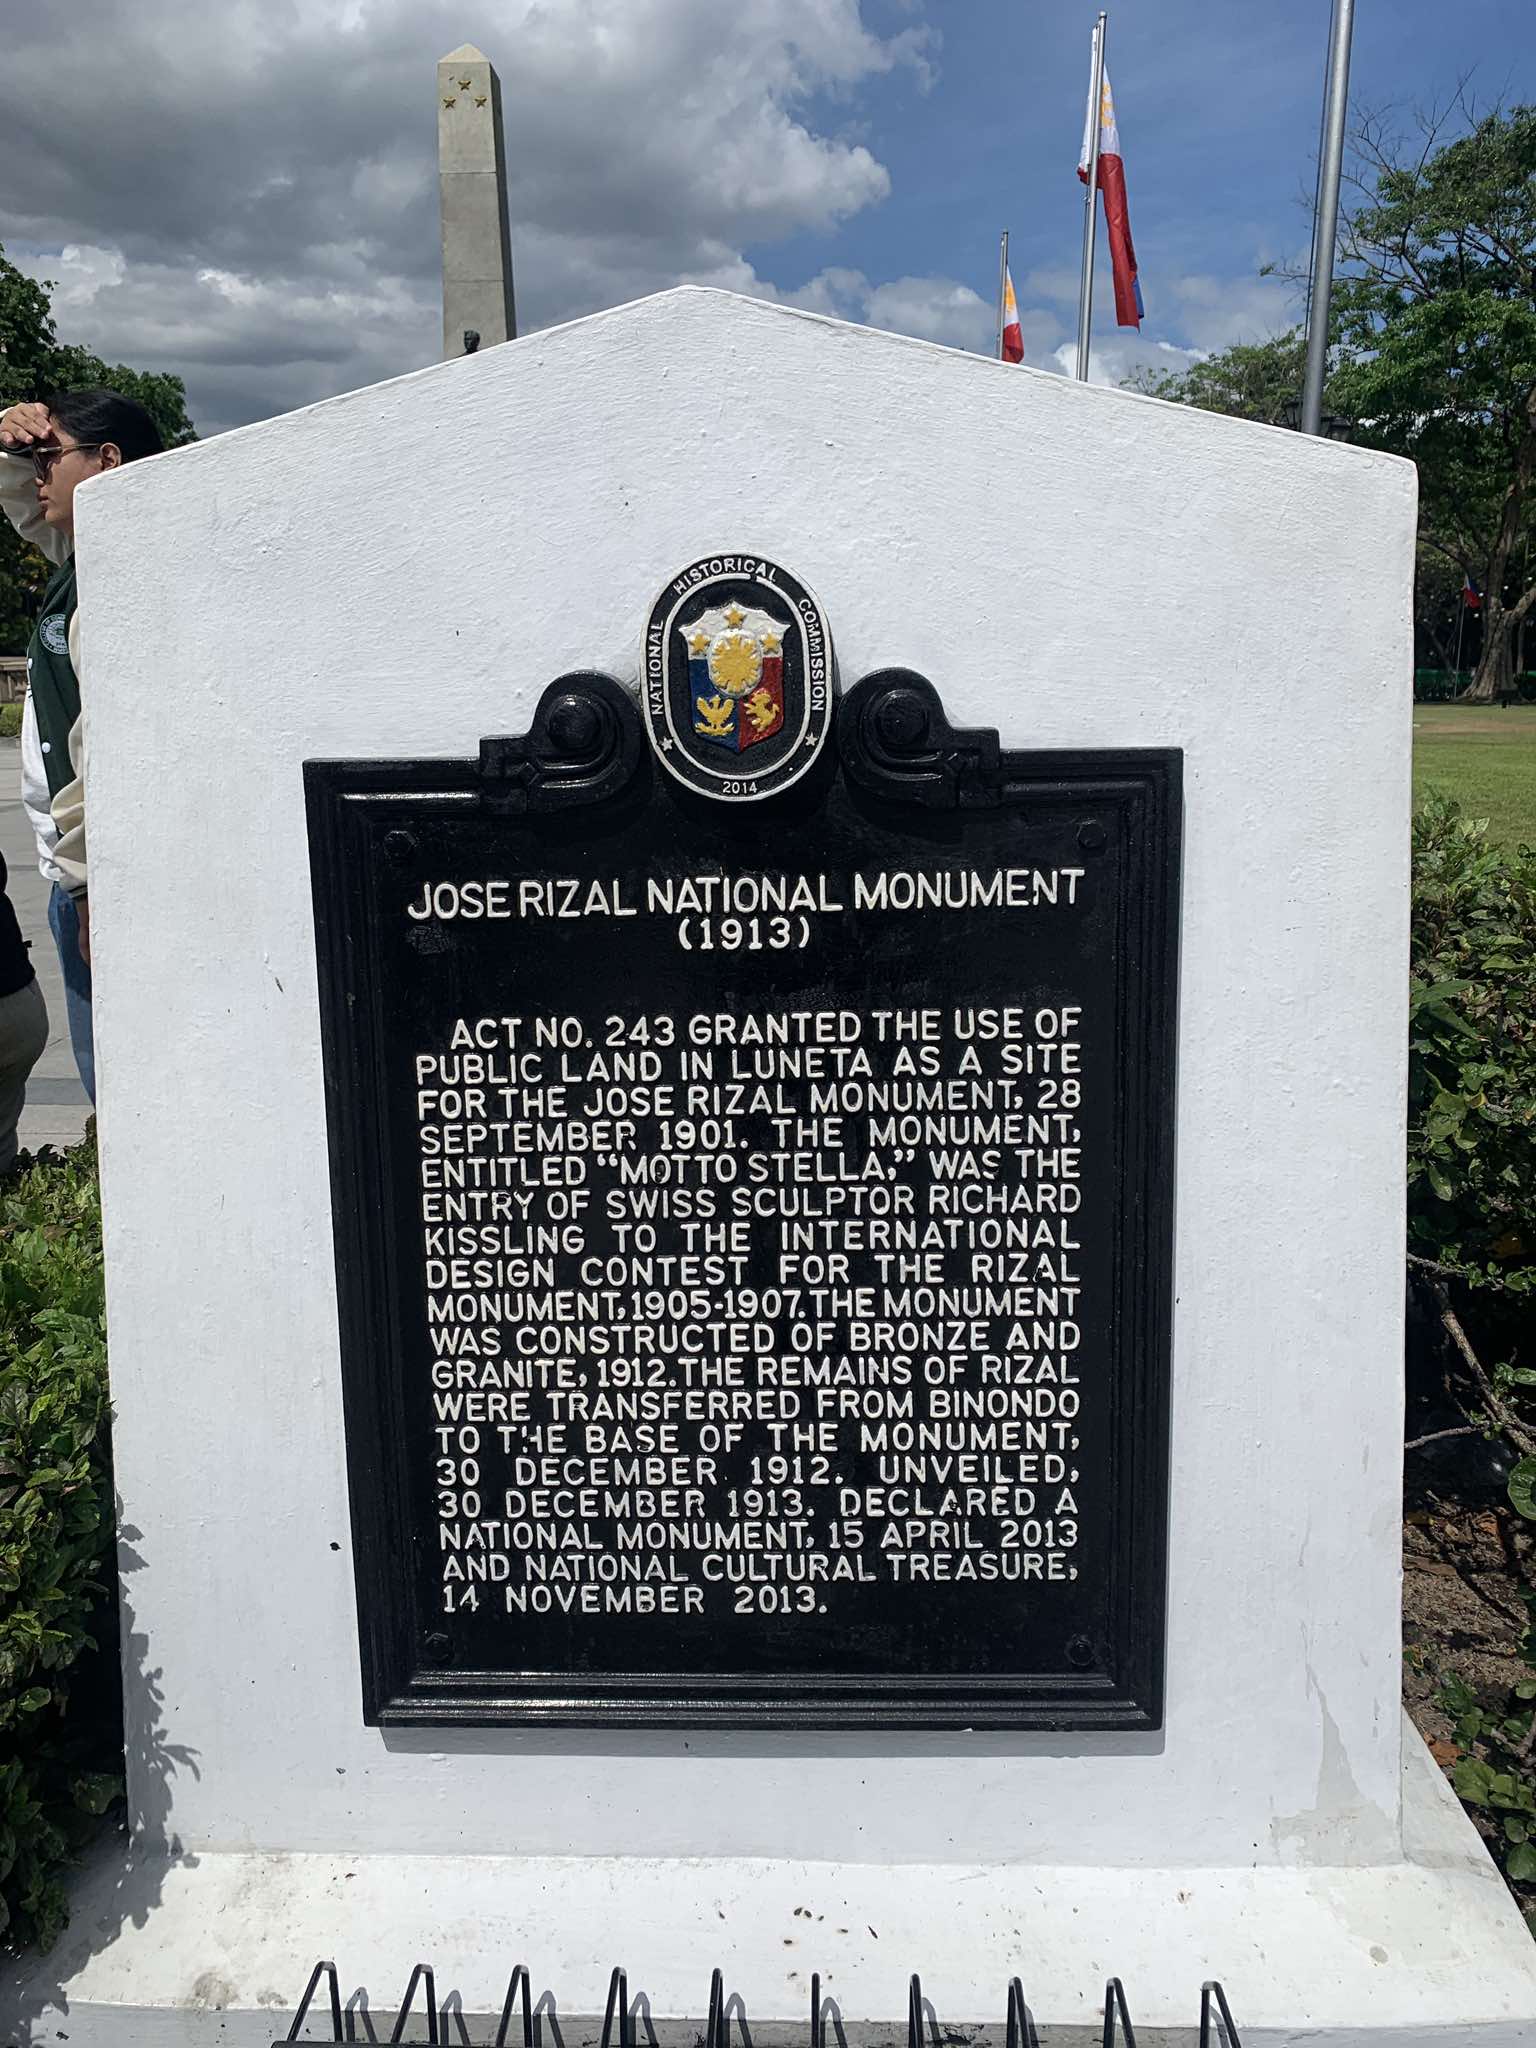 NATIONAL HISTORICAL COMMISSION
2014
JOSE RIZAL NATIONAL MONUMENT
(1913)
ACT NO. 243 GRANTED THE USE OF
PUBLIC LAND IN LUNETA AS A SITE
FOR THE JOSE RIZAL MONUMENT, 28
SEPTEMBER 1901. THE MONUMENT,
ENTITLED “MOTTO STELLA,” WAS THE
ENTRY OF SWISS SCULPTOR RICHARD
KISSLING TO THE INTERNATIONAL
DESIGN CONTEST FOR THE RIZAL
MONUMENT, 1905-1907. THE MONUMENT
WAS CONSTRUCTED OF BRONZE AND
GRANITE, 1912. THE REMAINS OF RIZAL
WERE TRANSFERRED FROM BINONDO
TO THE BASE OF THE MONUMENT,
30 DECEMBER 1912. UNVEILED,
30 DECEMBER 1913. DECLARED A
NATIONAL MONUMENT, 15 APRIL 2013
AND NATIONAL CULTURAL TREASURE,
14 NOVEMBER 2013.